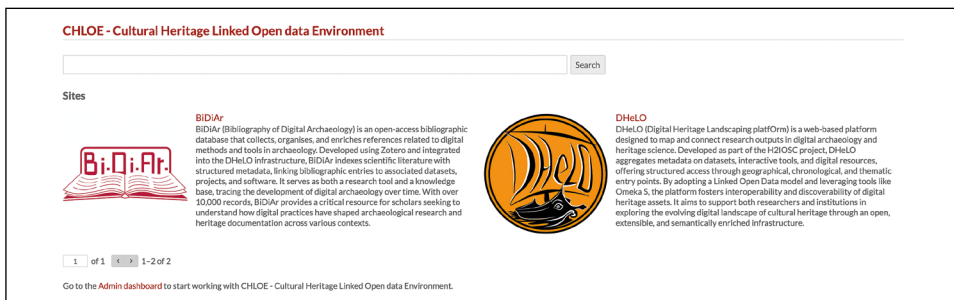 CHLOE - Cultural Heritage Linked Open data Environment
Search
Sites
BiDiAr
BiDiAr (Bibliography of Digital Archaeology) is an open-access bibliographic
database that collects, organises, and enriches references related to digital
methods and tools in archaeology. Developed using Zotero and integrated
into the DHeLO infrastructure, BiDiAr indexes scientific literature with
structured metadata, linking bibliographic entries to associated datasets,
projects, and software. It serves as both a research tool and a knowledge
base, tracing the development of digital archaeology over time. With over
10,000 records, BiDiAr provides a critical resource for scholars seeking to
understand how digital practices have shaped archaeological research and
heritage documentation across various contexts.
Bi.Di.Ar.
DHeLO
DHeLO (Digital Heritage Landscaping platfOrm) is a web-based platform
designed to map and connect research outputs in digital archaeology and
heritage science. Developed as part of the H2IOSC project, DHeLO
aggregates metadata on datasets, interactive tools, and digital resources,
offering structured access through geographical, chronological, and thematic
entry points. By adopting a Linked Open Data model and leveraging tools like
Omeka S, the platform fosters interoperability and discoverability of digital
heritage assets. It aims to support both researchers and institutions in
exploring the evolving digital landscape of cultural heritage through an open,
extensible, and semantically enriched infrastructure.
DHeLO
1 of 1 < > 1–2 of 2
Go to the Admin dashboard to start working with CHLOE - Cultural Heritage Linked Open data Environment.